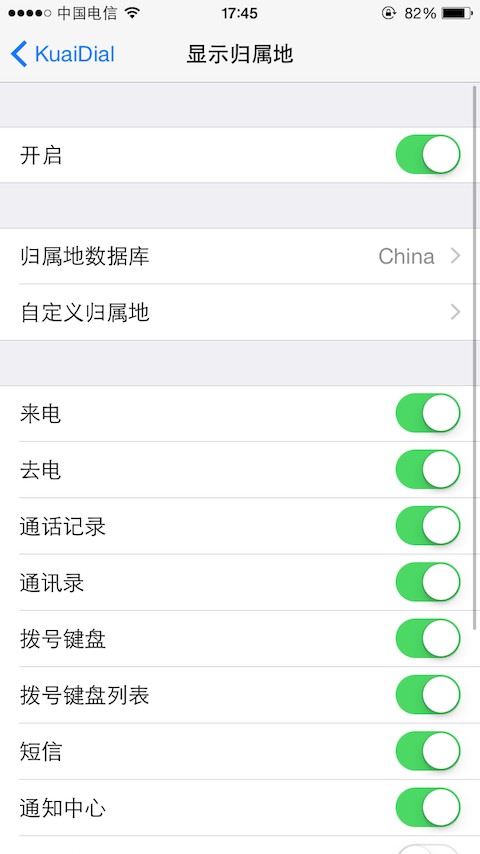 中国电信 17:45 82%
KuaiDial 显示归属地
开启
归属地数据库 China
自定义归属地
来电
去电
通话记录
通讯录
拨号键盘
拨号键盘列表
短信
通知中心